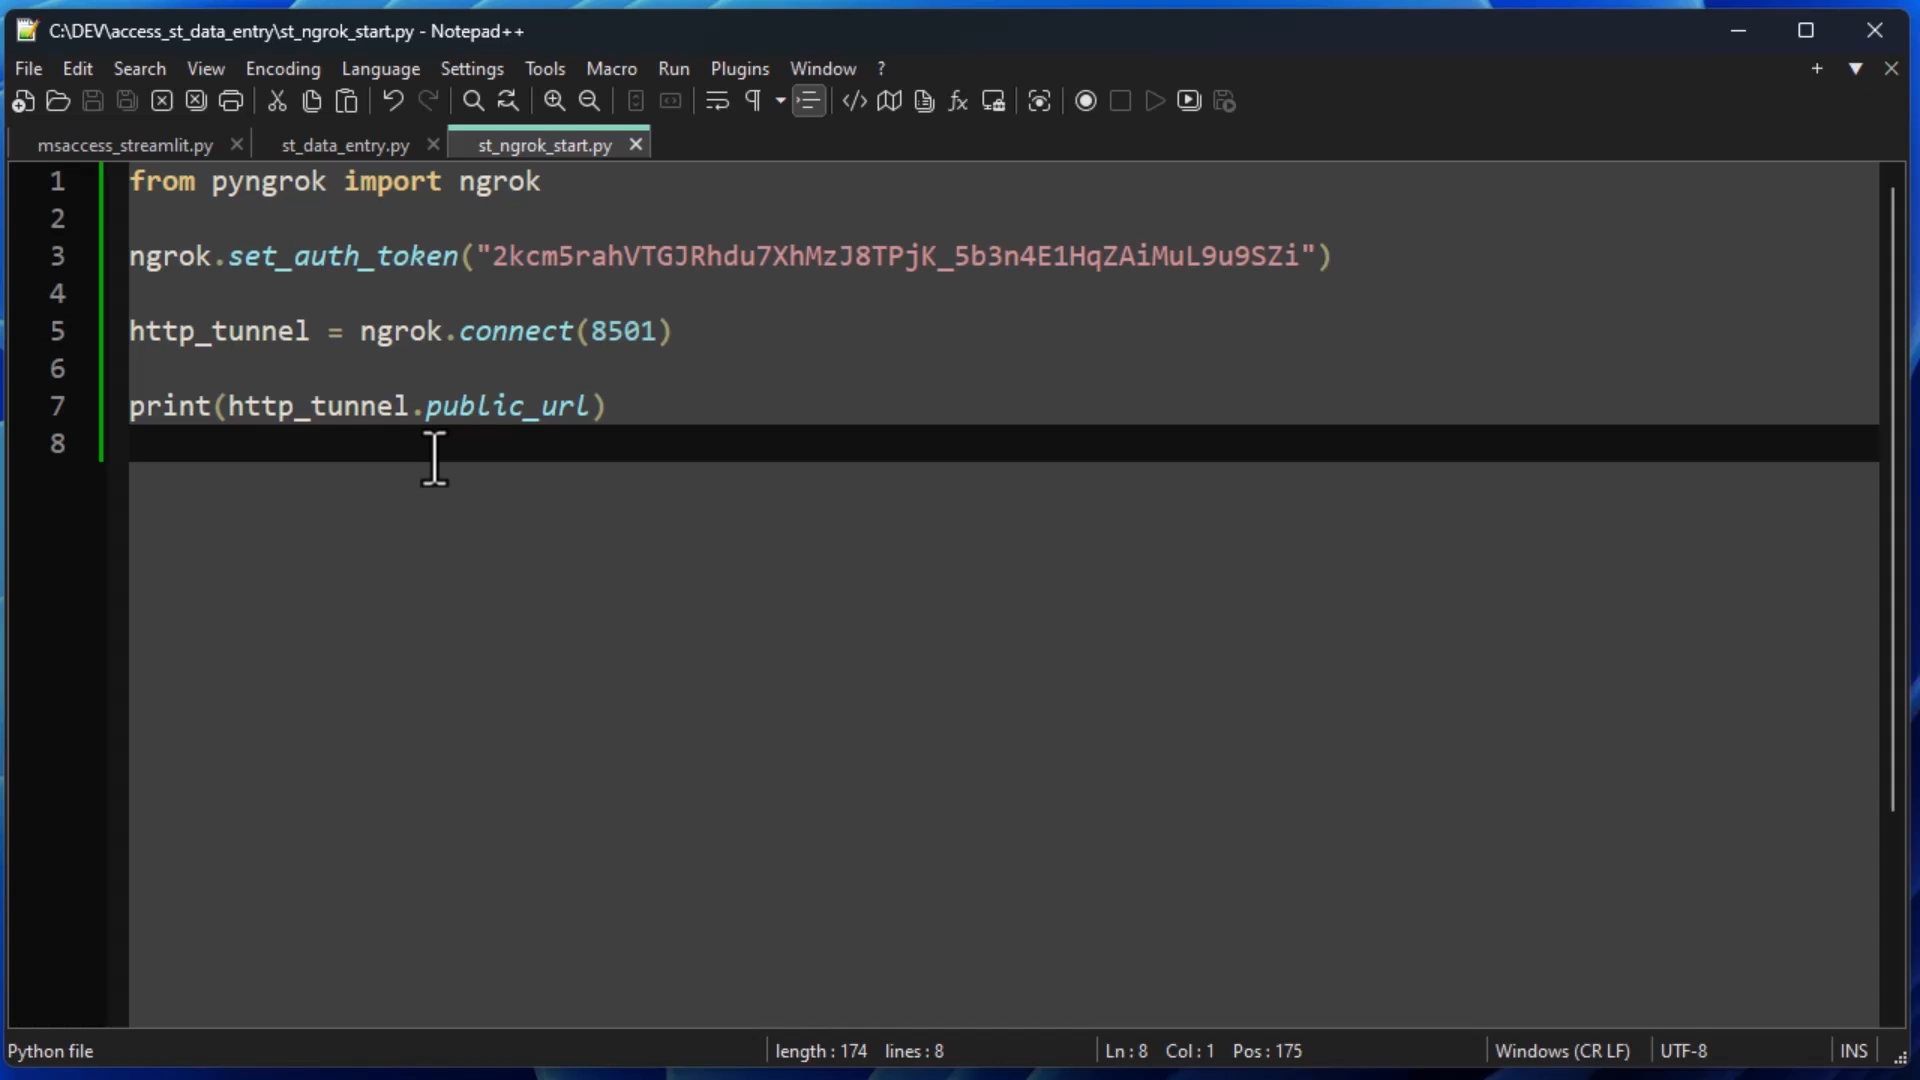 C:\DEV\access_st_data_entry\st_ngrok_start.py - Notepad++
File Edit Search View Encoding Language Settings Tools Macro Run Plugins Window ?
msaccess_streamlit.py st_data_entry.py st_ngrok_start.py
1 from pyngrok import ngrok
2
3 ngrok.set_auth_token("2kcm5rahVTGJRhdu7XhMzJ8TPjK_5b3n4E1HqZAiMuL9u9SZi")
4
5 http_tunnel = ngrok.connect(8501)
6
7 print(http_tunnel.public_url)
8
Python file length : 174 lines : 8 Ln : 8 Col : 1 Pos : 175 Windows (CR LF) UTF-8 INS